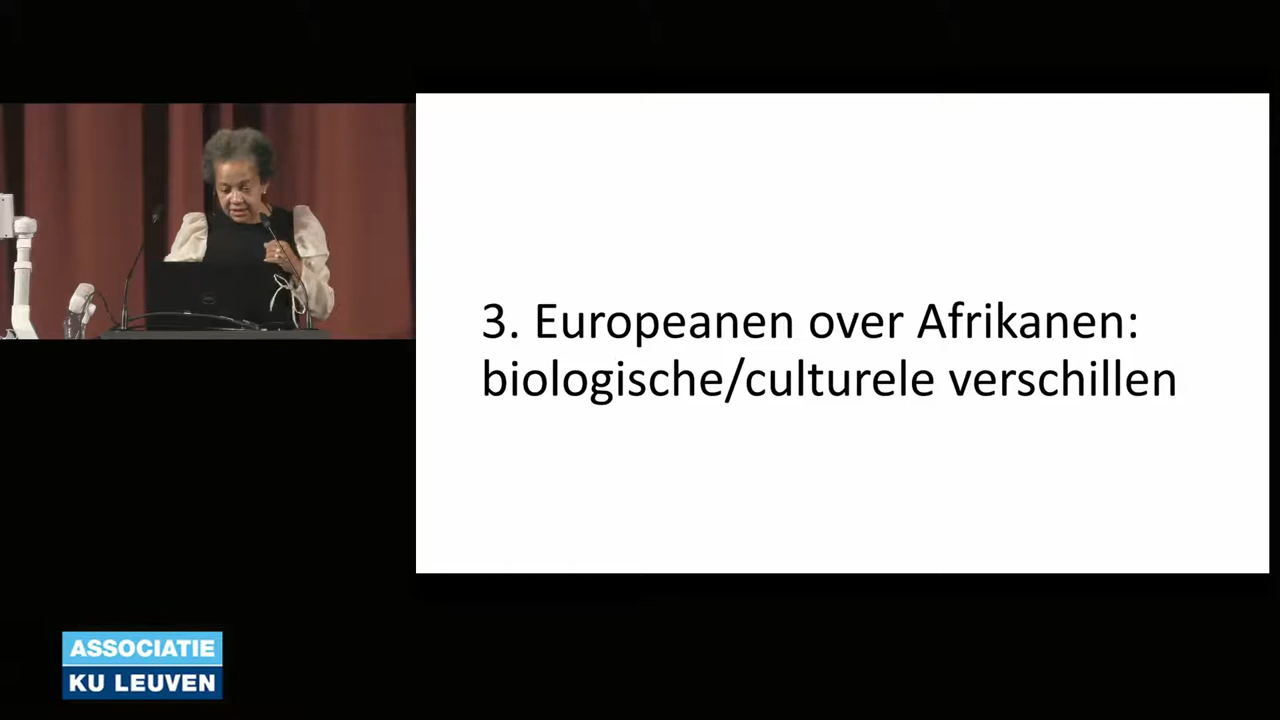 3. Europeanen over Afrikanen:
biologische/culturele verschillen
ASSOCIATIE
KU LEUVEN